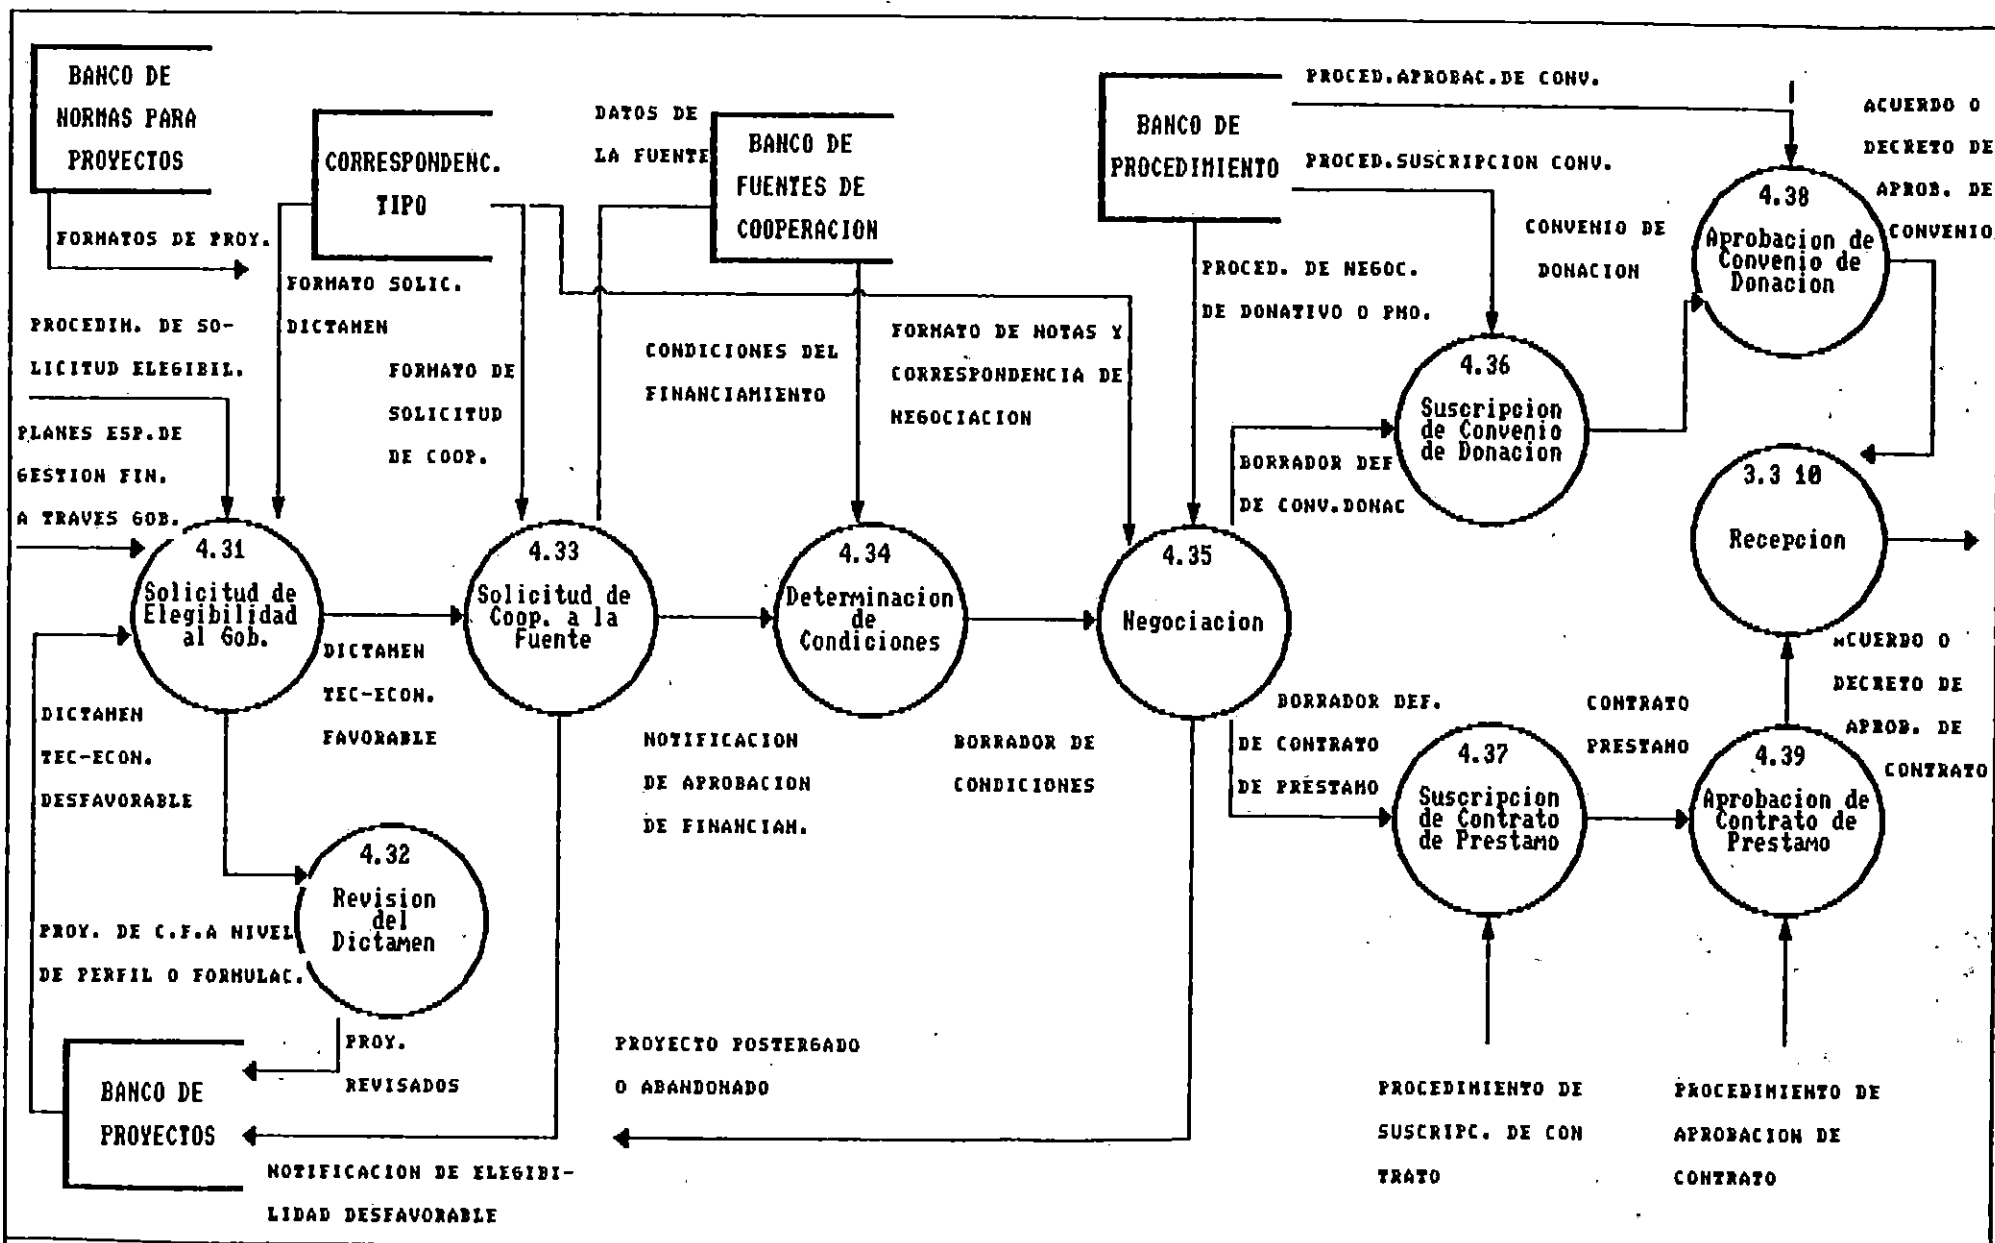 BANCO DE
NORMAS PARA
PROYECTOS
FORMATOS DE PROY.
CORRESPONDENC.
TIPO
DATOS DE
LA FUENTE
BANCO DE
FUENTES DE
COOPERACION
BANCO DE
PROCEDIMIENTO
PROCED.APROBAC.DE CONV.
PROCED.SUSCRIPCION CONV.
ACUERDO O
DECRETO DE
APROB. DE
CONVENIO
4.38
Aprobacion de
Convenio de
Donacion
CONVENIO DE
DONACION
PROCED. DE NEGOC.
DE DONATIVO O PMO.
FORMATO SOLIC.
DICTAMEN
PROCEDIM. DE SO-
LICITUD ELEGIBIL.
FORMATO DE
SOLICITUD
DE COOP.
CONDICIONES DEL
FINANCIAMIENTO
FORMATO DE NOTAS Y
CORRESPONDENCIA DE
NEGOCIACION
4.36
Suscripcion
de Convenio
de Donacion
PLANES ESP.DE
GESTION FIN.
A TRAVES GOB.
BORRADOR DEF
DE CONV.DONAC
3.3 10
Recepcion
4.31
Solicitud de
Elegibilidad
al Gob.
4.33
Solicitud de
Coop. a la
Fuente
4.34
Determinacion
de
Condiciones
4.35
Negociacion
DICTAMEN
TEC-ECON.
FAVORABLE
DICTAMEN
TEC-ECON.
DESFAVORABLE
NOTIFICACION
DE APROBACION
DE FINANCIAM.
BORRADOR DE
CONDICIONES
BORRADOR DEF.
DE CONTRATO
DE PRESTAMO
4.37
Suscripcion
de Contrato
de Prestamo
CONTRATO
PRESTAMO
4.39
Aprobacion de
Contrato de
Prestamo
ACUERDO O
DECRETO DE
APROB. DE
CONTRATO
4.32
Revision
del
Dictamen
PROY. DE C.F.A NIVEL
DE PERFIL O FORMULAC.
BANCO DE
PROYECTOS
PROY.
REVISADOS
PROYECTO POSTERGADO
O ABANDONADO
NOTIFICACION DE ELEGIBI-
LIDAD DESFAVORABLE
PROCEDIMIENTO DE
SUSCRIPC. DE CON
TRATO
PROCEDIMIENTO DE
APROBACION DE
CONTRATO